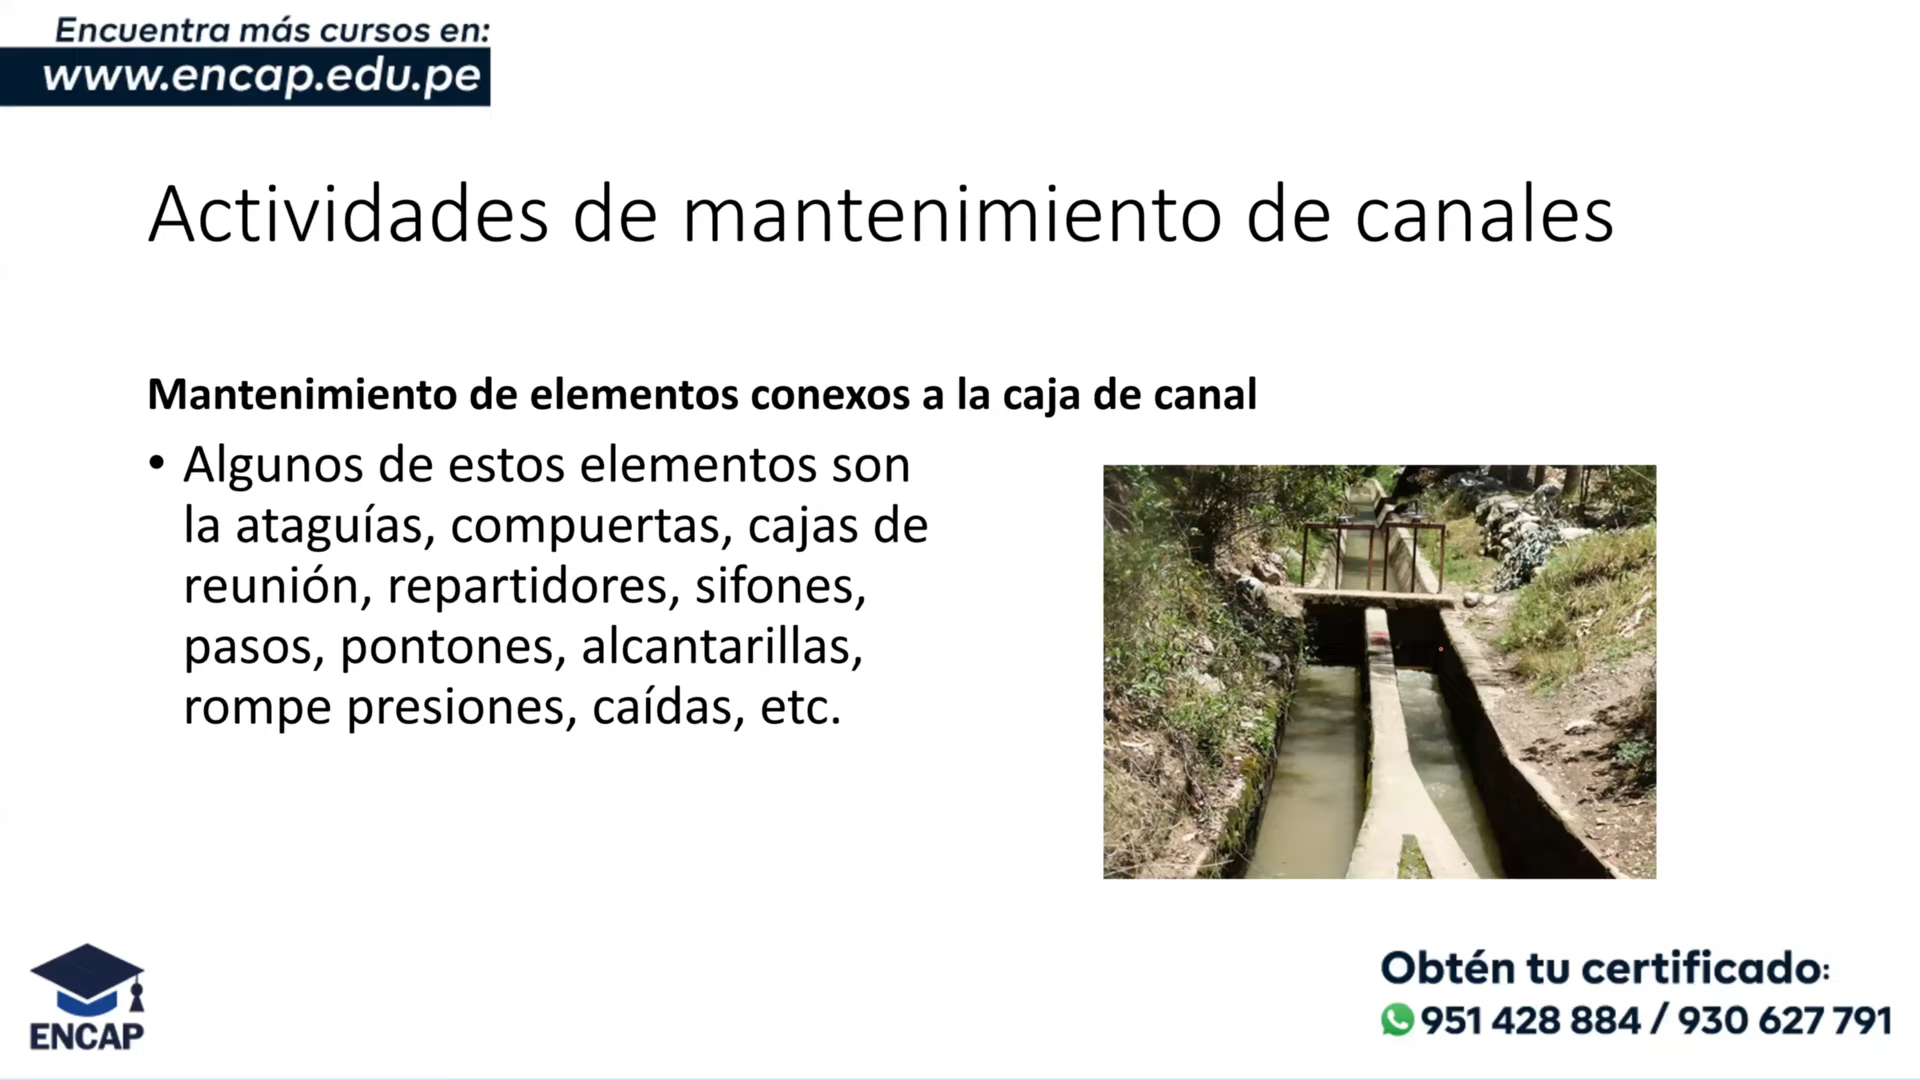 Encuentra más cursos en:
www.encap.edu.pe
Actividades de mantenimiento de canales
Mantenimiento de elementos conexos a la caja de canal
• Algunos de estos elementos son
la ataguías, compuertas, cajas de
reunión, repartidores, sifones,
pasos, pontones, alcantarillas,
rompe presiones, caídas, etc.
ENCAP
Obtén tu certificado:
951 428 884 / 930 627 791